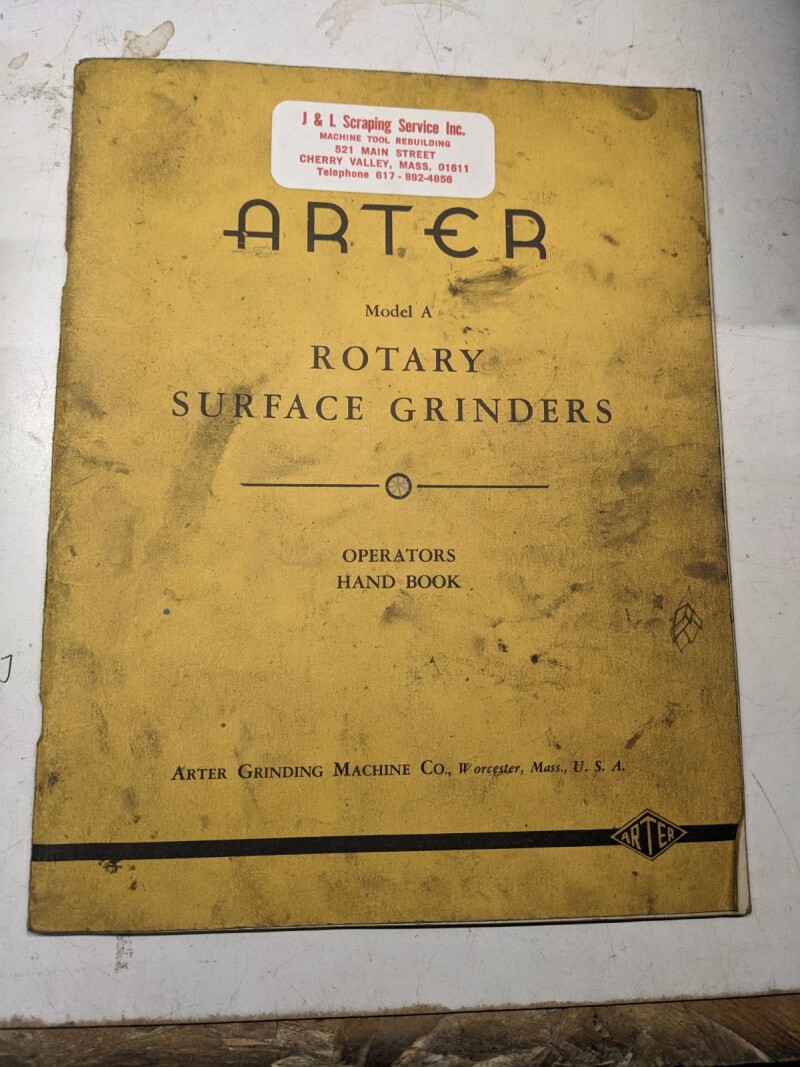 J & L Scraping Service Inc.
MACHINE TOOL REBUILDING
521 MAIN STREET
CHERRY VALLEY, MASS. 01611
Telephone 617-892-4856
ARTER
Model A
ROTARY
SURFACE GRINDERS
OPERATORS
HAND BOOK
ARTER GRINDING MACHINE CO., Worcester, Mass., U. S. A.
ARTER